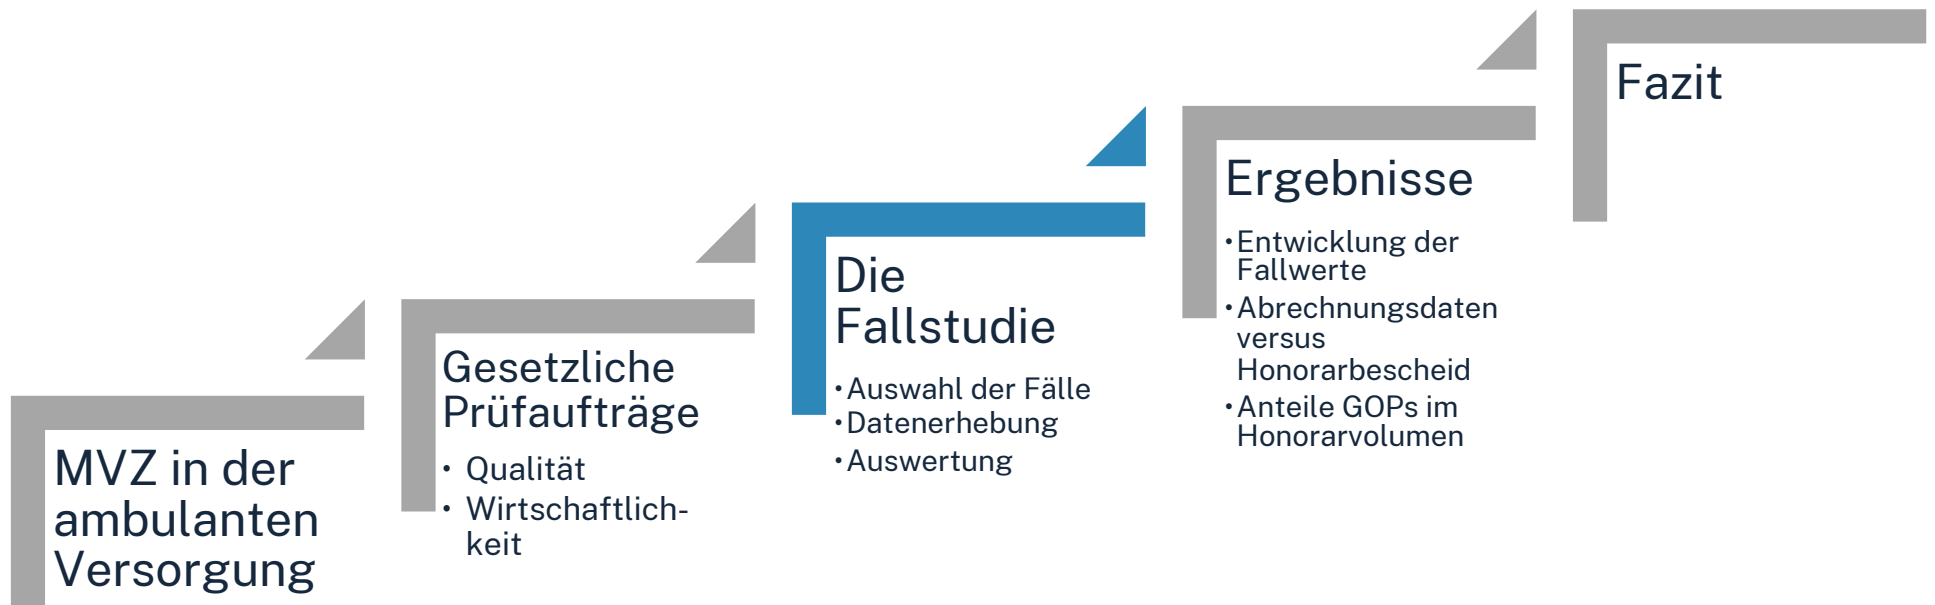 MVZ in der
ambulanten
Versorgung
Gesetzliche
Prüfaufträge
• Qualität
• Wirtschaftlich-
keit
Die
Fallstudie
• Auswahl der Fälle
• Datenerhebung
• Auswertung
Ergebnisse
• Entwicklung der
Fallwerte
• Abrechnungsdaten
versus
Honorarbescheid
• Anteile GOPs im
Honorarvolumen
Fazit